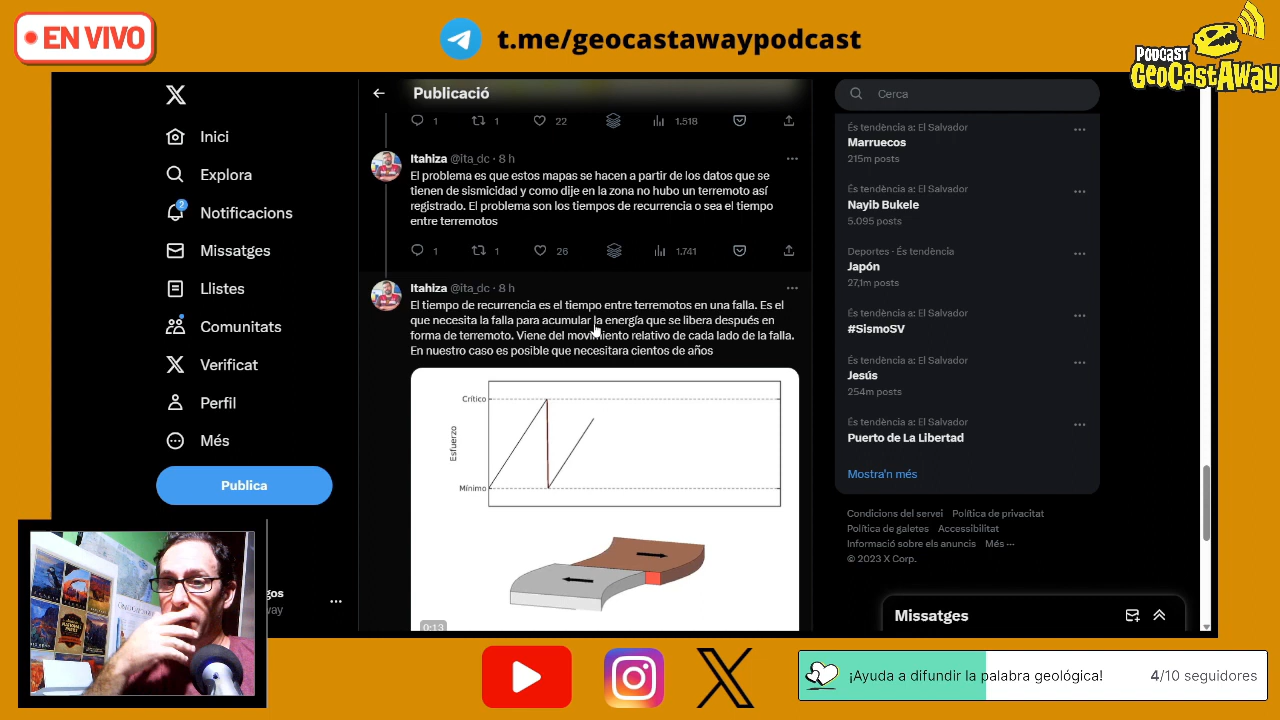 EN VIVO
t.me/geocastawaypodcast
PODCAST
GEOCASTAWAY
Inici
Explora
2
Notificacions
Missatges
Llistes
Comunitats
Verificat
Perfil
Més
Publica
Publicació
1
1
22
1.518
Itahiza @ita_dc · 8 h
El problema es que estos mapas se hacen a partir de los datos que se
tienen de sismicidad y como dije en la zona no hubo un terremoto así
registrado. El problema son los tiempos de recurrencia o sea el tiempo
entre terremotos
1
1
26
1.741
Itahiza @ita_dc · 8 h
El tiempo de recurrencia es el tiempo entre terremotos en una falla. Es el
que necesita la falla para acumular la energía que se libera después en
forma de terremoto. Viene del movimiento relativo de cada lado de la falla.
En nuestro caso es posible que necesitara cientos de años
Crítico
Esfuerzo
Mínimo
0:13
Cerca
És tendència a: El Salvador
Marruecos
215m posts
És tendència a: El Salvador
Nayib Bukele
5.095 posts
Deportes · És tendència
Japón
27,1m posts
És tendència a: El Salvador
#SismoSV
És tendència a: El Salvador
Jesús
254m posts
És tendència a: El Salvador
Puerto de La Libertad
Mostra'n més
Condicions del servei Política de privacitat
Política de galetes Accessibilitat
Informació sobre els anuncis Més ···
© 2023 X Corp.
Missatges
gos
way
¡Ayuda a difundir la palabra geológica!
4/10 seguidores